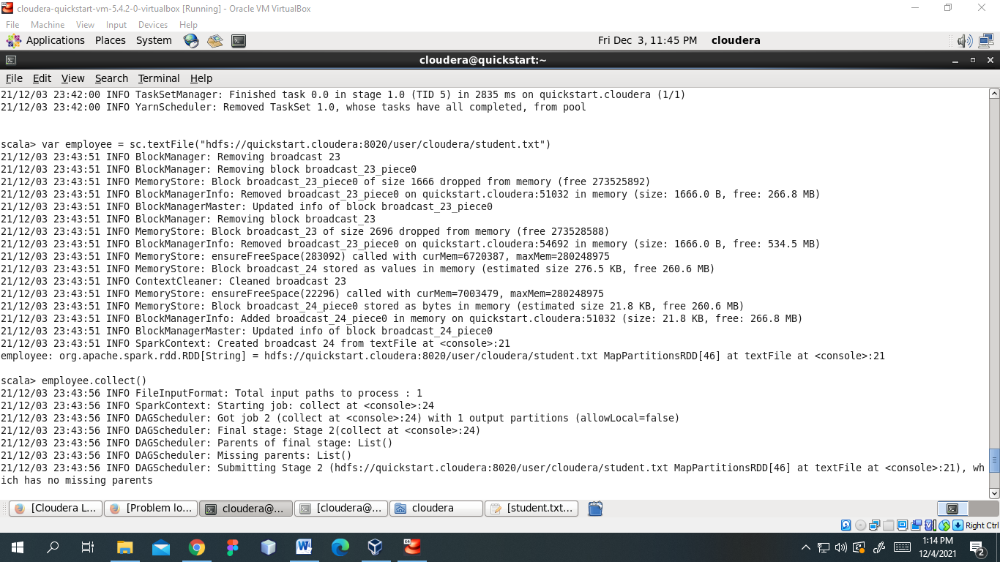 cloudera-quickstart-vm-5.4.2-0-virtualbox [Running] - Oracle VM VirtualBox
File Machine View Input Devices Help
Applications Places System Fri Dec 3, 11:45 PM cloudera
cloudera@quickstart:~
File Edit View Search Terminal Help
21/12/03 23:42:00 INFO TaskSetManager: Finished task 0.0 in stage 1.0 (TID 5) in 2835 ms on quickstart.cloudera (1/1)
21/12/03 23:42:00 INFO YarnScheduler: Removed TaskSet 1.0, whose tasks have all completed, from pool
scala> var employee = sc.textFile("hdfs://quickstart.cloudera:8020/user/cloudera/student.txt")
21/12/03 23:43:51 INFO BlockManager: Removing broadcast 23
21/12/03 23:43:51 INFO BlockManager: Removing block broadcast_23_piece0
21/12/03 23:43:51 INFO MemoryStore: Block broadcast_23_piece0 of size 1666 dropped from memory (free 273525892)
21/12/03 23:43:51 INFO BlockManagerInfo: Removed broadcast_23_piece0 on quickstart.cloudera:51032 in memory (size: 1666.0 B, free: 266.8 MB)
21/12/03 23:43:51 INFO BlockManagerMaster: Updated info of block broadcast_23_piece0
21/12/03 23:43:51 INFO BlockManager: Removing block broadcast_23
21/12/03 23:43:51 INFO MemoryStore: Block broadcast_23 of size 2696 dropped from memory (free 273528588)
21/12/03 23:43:51 INFO BlockManagerInfo: Removed broadcast_23_piece0 on quickstart.cloudera:54692 in memory (size: 1666.0 B, free: 534.5 MB)
21/12/03 23:43:51 INFO MemoryStore: ensureFreeSpace(283092) called with curMem=6720387, maxMem=280248975
21/12/03 23:43:51 INFO MemoryStore: Block broadcast_24 stored as values in memory (estimated size 276.5 KB, free 260.6 MB)
21/12/03 23:43:51 INFO ContextCleaner: Cleaned broadcast 23
21/12/03 23:43:51 INFO MemoryStore: ensureFreeSpace(22296) called with curMem=7003479, maxMem=280248975
21/12/03 23:43:51 INFO MemoryStore: Block broadcast_24_piece0 stored as bytes in memory (estimated size 21.8 KB, free 260.6 MB)
21/12/03 23:43:51 INFO BlockManagerInfo: Added broadcast_24_piece0 in memory on quickstart.cloudera:51032 (size: 21.8 KB, free: 266.8 MB)
21/12/03 23:43:51 INFO BlockManagerMaster: Updated info of block broadcast_24_piece0
21/12/03 23:43:51 INFO SparkContext: Created broadcast 24 from textFile at <console>:21
employee: org.apache.spark.rdd.RDD[String] = hdfs://quickstart.cloudera:8020/user/cloudera/student.txt MapPartitionsRDD[46] at textFile at <console>:21
scala> employee.collect()
21/12/03 23:43:56 INFO FileInputFormat: Total input paths to process : 1
21/12/03 23:43:56 INFO SparkContext: Starting job: collect at <console>:24
21/12/03 23:43:56 INFO DAGScheduler: Got job 2 (collect at <console>:24) with 1 output partitions (allowLocal=false)
21/12/03 23:43:56 INFO DAGScheduler: Final stage: Stage 2(collect at <console>:24)
21/12/03 23:43:56 INFO DAGScheduler: Parents of final stage: List()
21/12/03 23:43:56 INFO DAGScheduler: Missing parents: List()
21/12/03 23:43:56 INFO DAGScheduler: Submitting Stage 2 (hdfs://quickstart.cloudera:8020/user/cloudera/student.txt MapPartitionsRDD[46] at textFile at <console>:21), wh
ich has no missing parents
[Cloudera L... [Problem lo... cloudera@... [cloudera@... cloudera [student.txt...
Right Ctrl
1:14 PM
12/4/2021
2